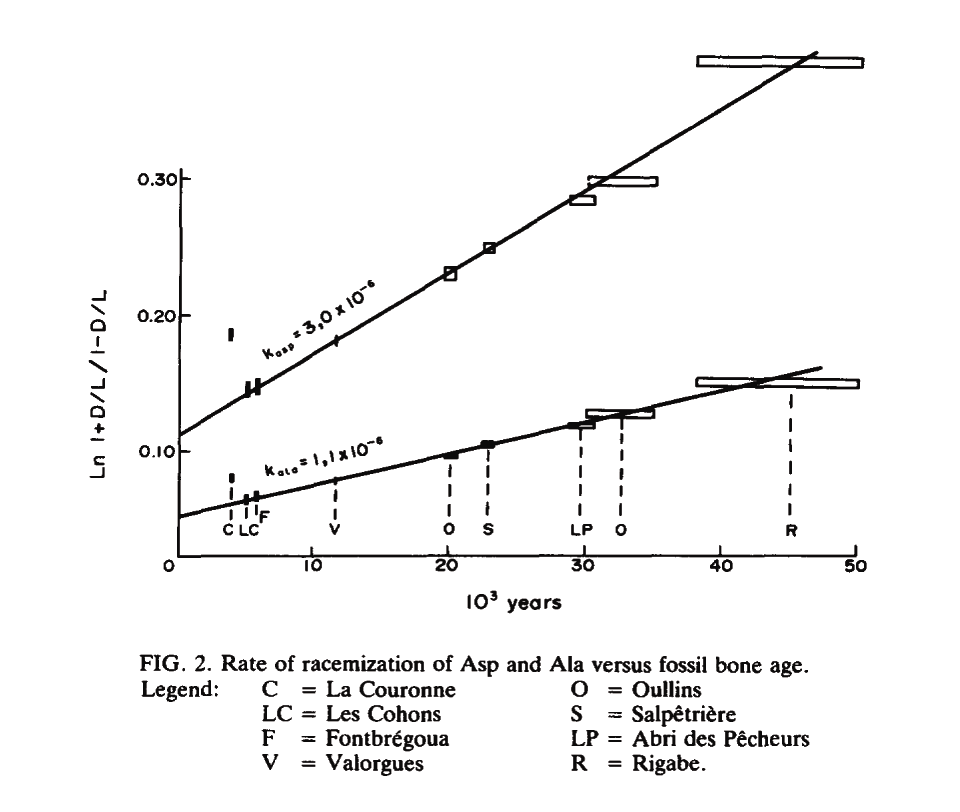 0.30
0.20
0.10
Ln 1+D/L/1-D/L
kasp = 3,0 x 10-6
kala = 1,1 x 10-6
C LC F V O S LP O R
0 10 20 30 40 50
10³ years
FIG. 2. Rate of racemization of Asp and Ala versus fossil bone age.
Legend: C = La Couronne O = Oullins
LC = Les Cohons S = Salpêtrière
F = Fontbrégoua LP = Abri des Pêcheurs
V = Valorgues R = Rigabe.